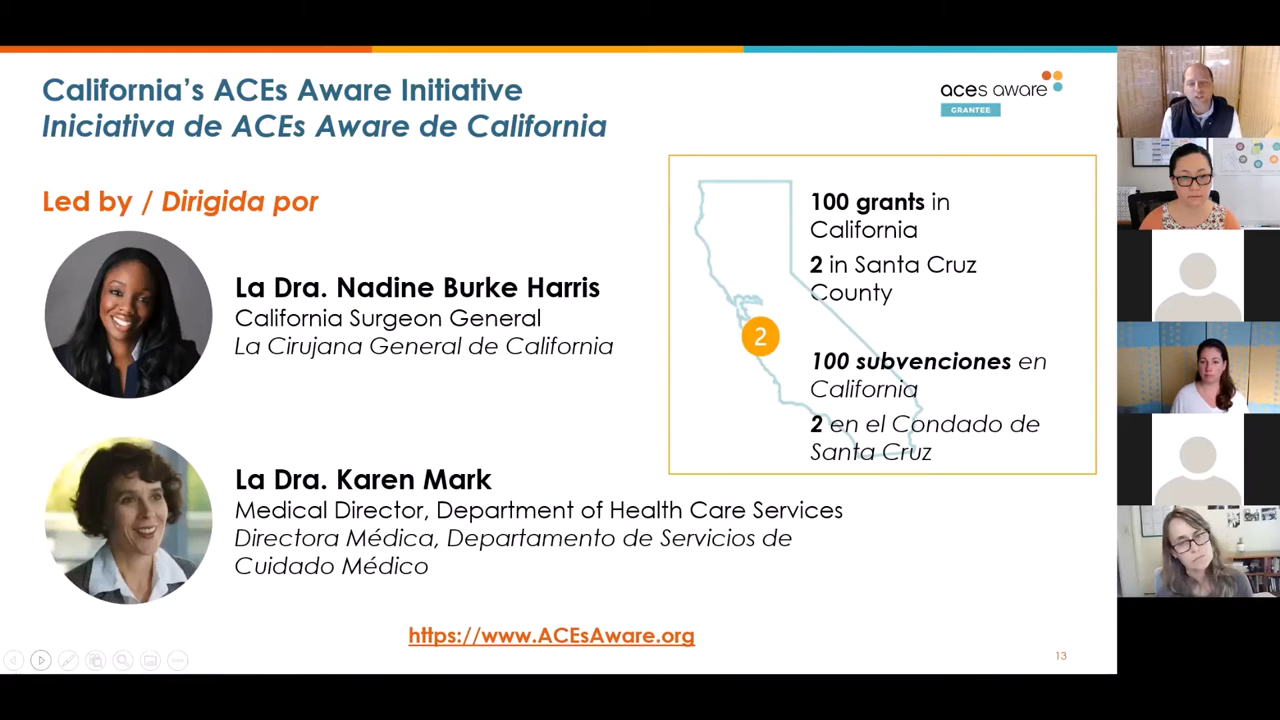 California's ACEs Aware Initiative
Iniciativa de ACEs Aware de California
aces aware
GRANTEE
Led by / Dirigida por
La Dra. Nadine Burke Harris
California Surgeon General
La Cirujana General de California
La Dra. Karen Mark
Medical Director, Department of Health Care Services
Directora Médica, Departamento de Servicios de
Cuidado Médico
100 grants in
California
2 in Santa Cruz
County
2
100 subvenciones en
California
2 en el Condado de
Santa Cruz
https://www.ACEsAware.org
13